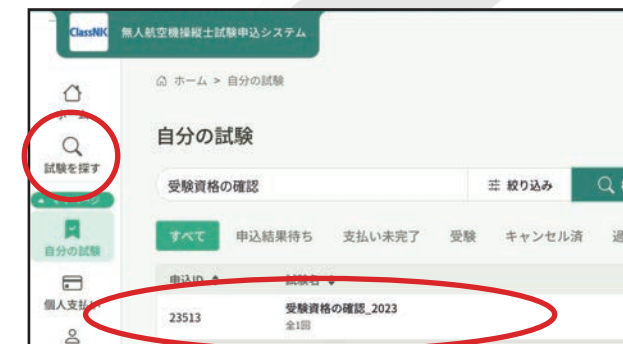 ClassNK 無人航空機操縦士試験申込システム
ホーム > 自分の試験
試験を探す
自分の試験
受験資格の確認 絞り込み
すべて 申込結果待ち 支払い未完了 受験 キャンセル済 過
自分の試験
申込ID 試験名
個人支払い
23513 受験資格の確認_2023
全1回